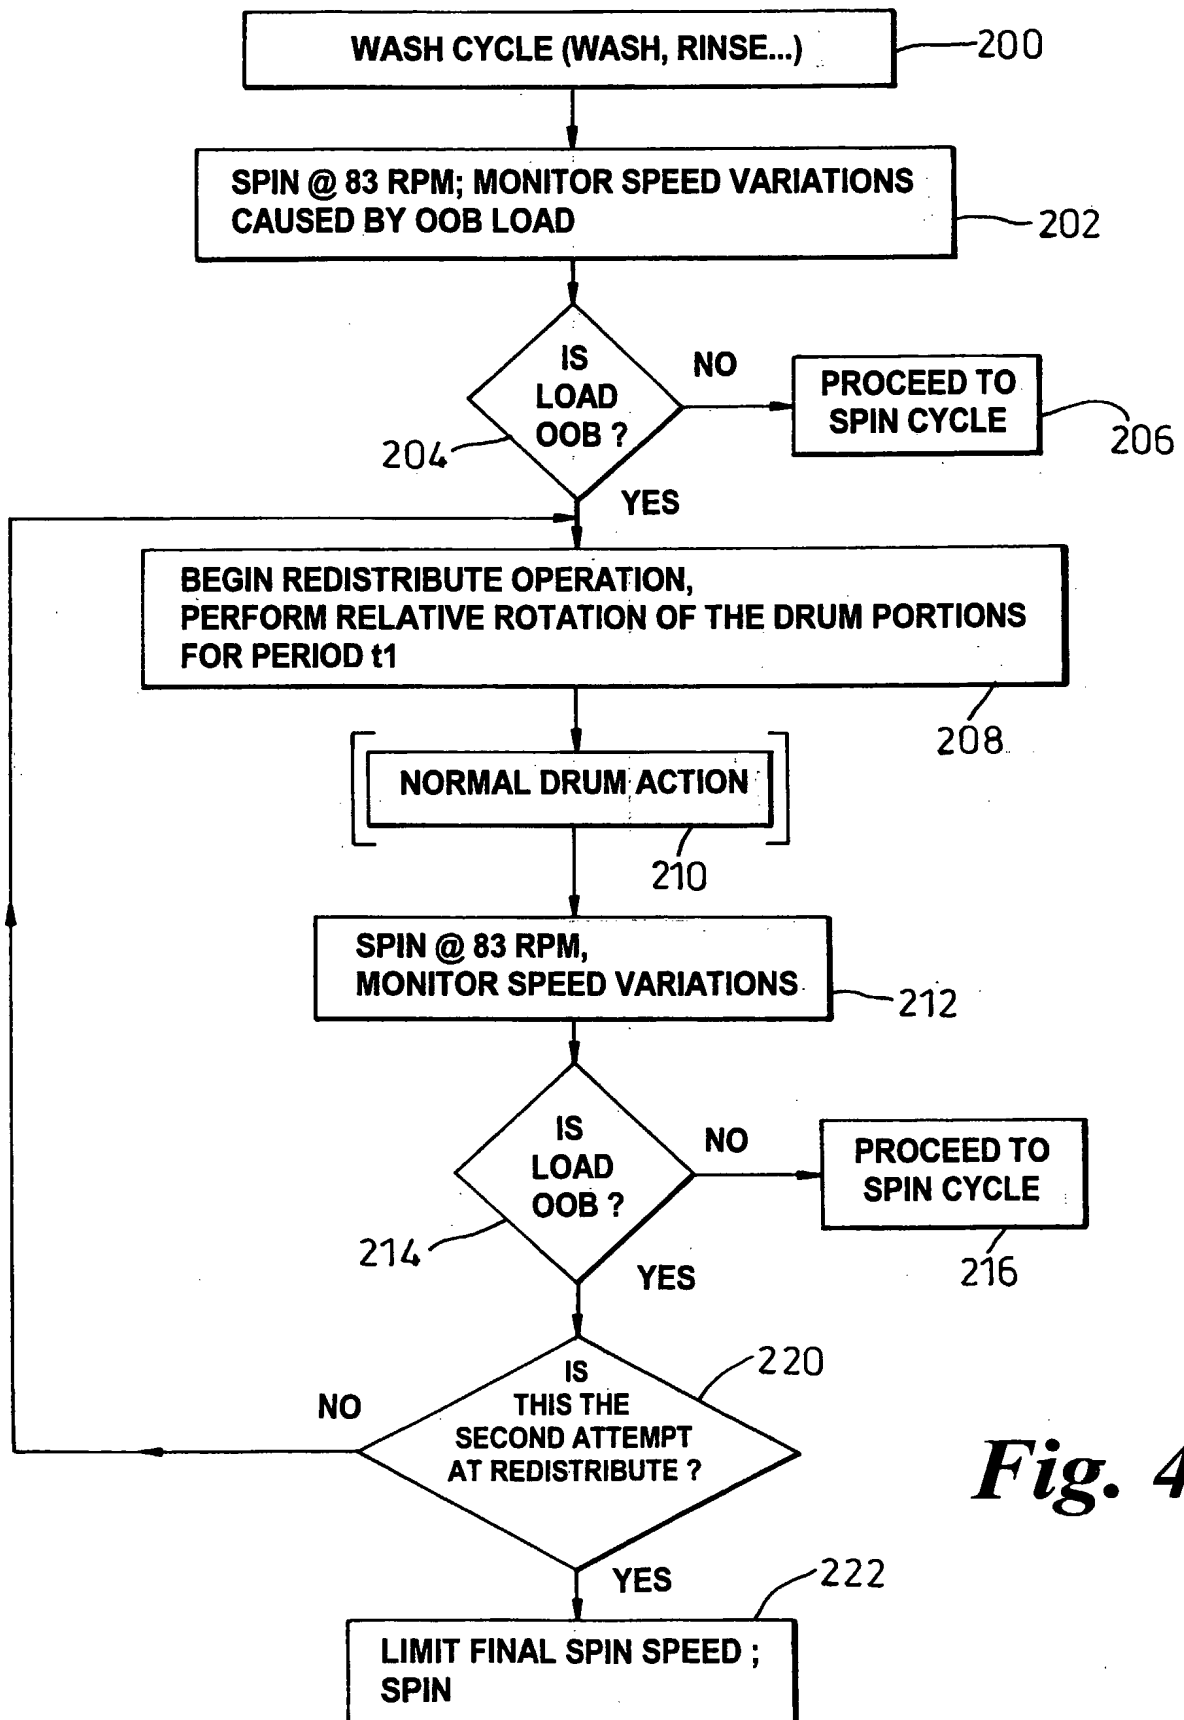 WASH CYCLE (WASH, RINSE...)
200
SPIN @ 83 RPM; MONITOR SPEED VARIATIONS
CAUSED BY OOB LOAD
202
IS
LOAD
OOB ?
204
NO
PROCEED TO
SPIN CYCLE
206
YES
BEGIN REDISTRIBUTE OPERATION,
PERFORM RELATIVE ROTATION OF THE DRUM PORTIONS
FOR PERIOD t1
208
NORMAL DRUM ACTION
210
SPIN @ 83 RPM,
MONITOR SPEED VARIATIONS
212
IS
LOAD
OOB ?
214
NO
PROCEED TO
SPIN CYCLE
216
YES
IS
THIS THE
SECOND ATTEMPT
AT REDISTRIBUTE ?
220
NO
Fig. 4
YES
222
LIMIT FINAL SPIN SPEED ;
SPIN